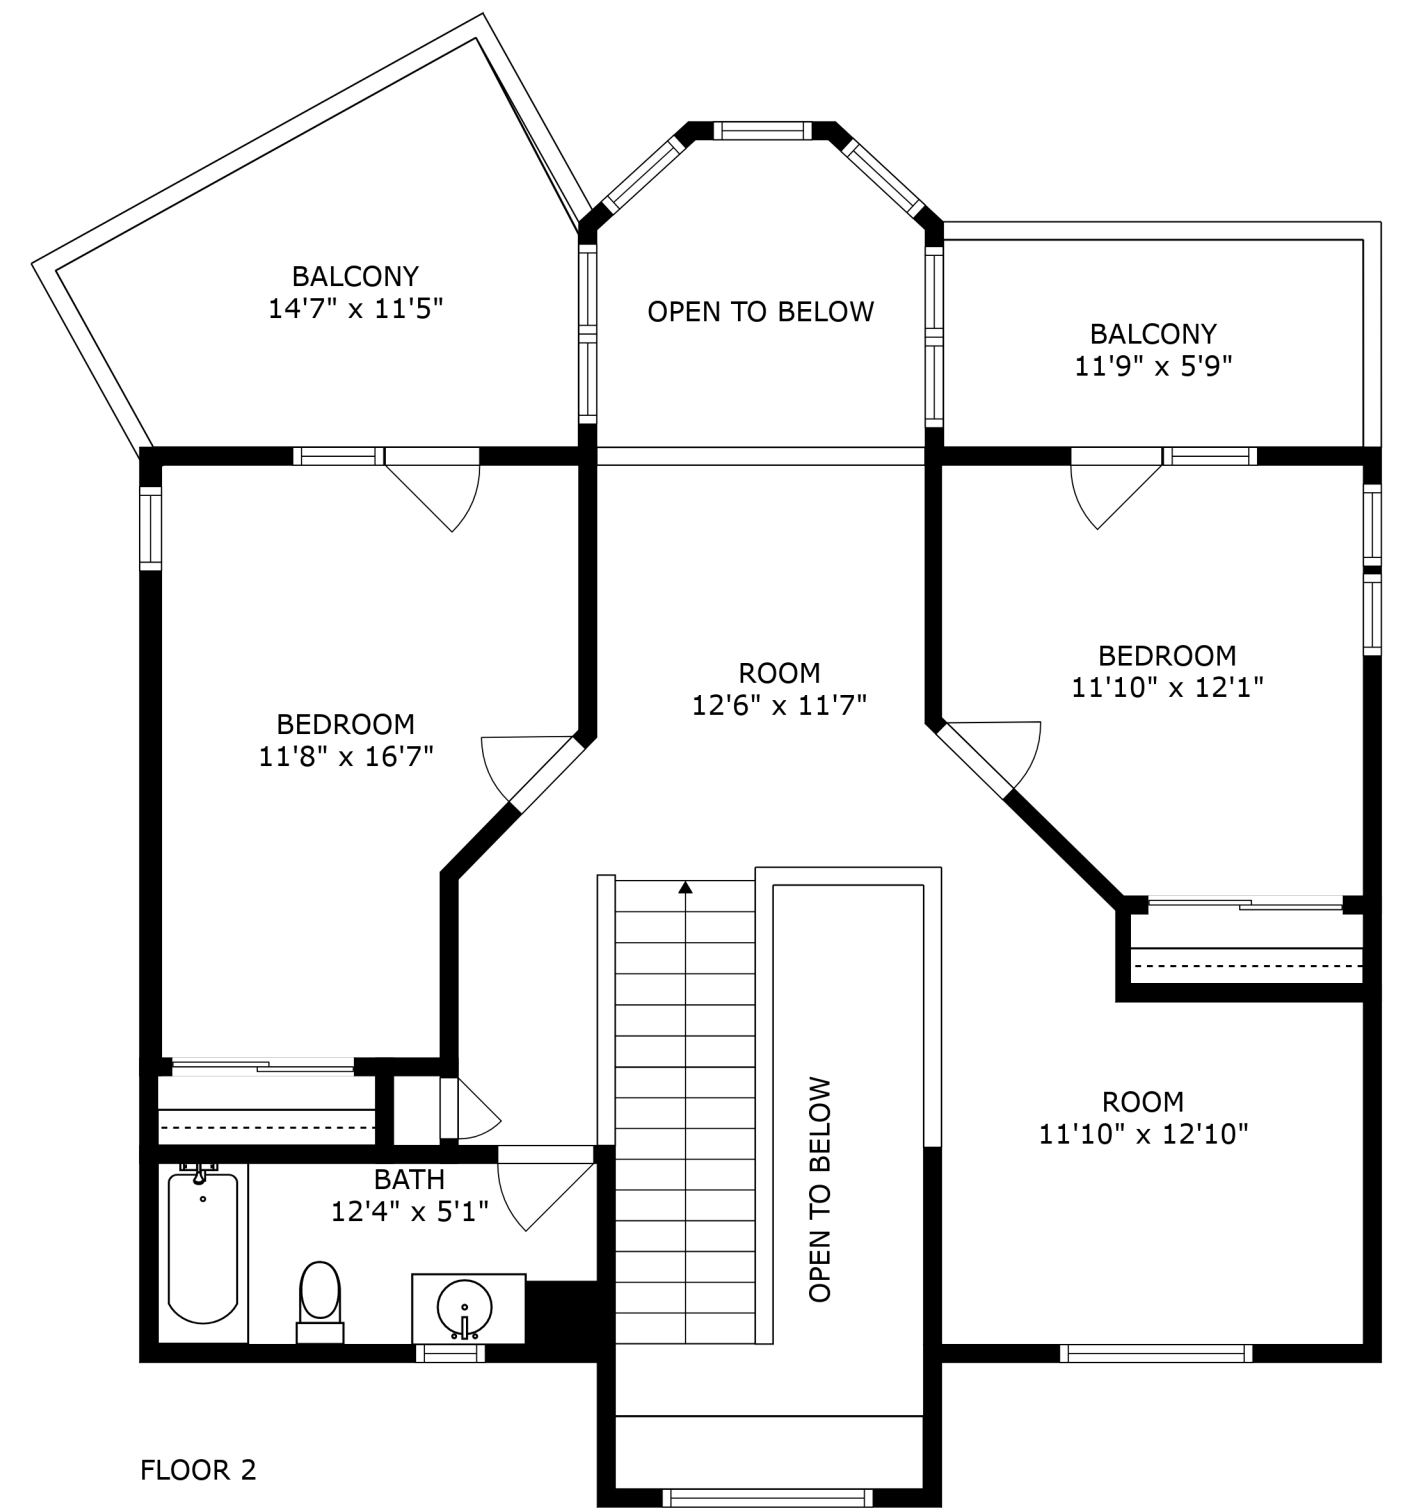 BALCONY
14'7" x 11'5"
OPEN TO BELOW
BALCONY
11'9" x 5'9"
BEDROOM
11'8" x 16'7"
ROOM
12'6" x 11'7"
BEDROOM
11'10" x 12'1"
OPEN TO BELOW
ROOM
11'10" x 12'10"
BATH
12'4" x 5'1"
FLOOR 2